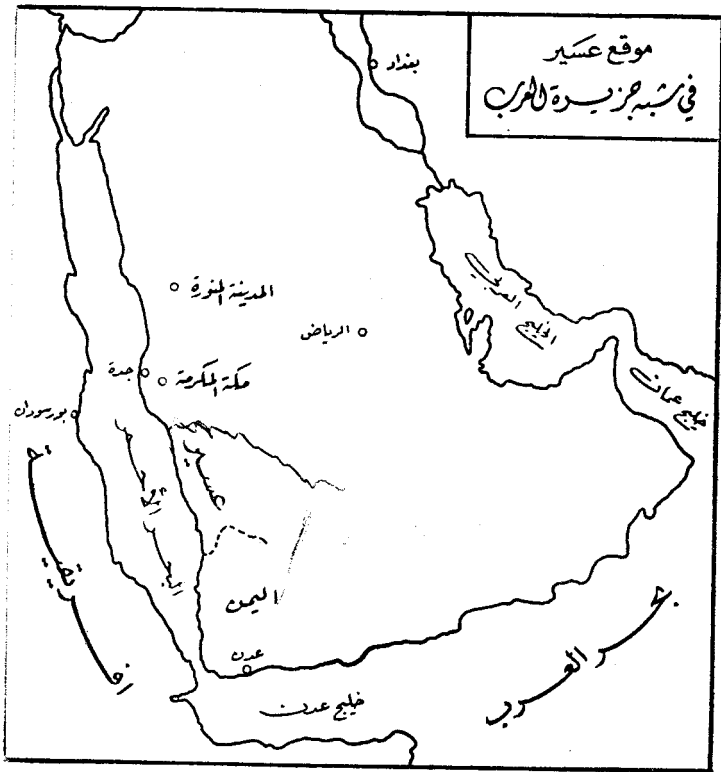 موقع عسير
في شبه جزيرة العرب
بغداد
المدينة المنورة
الرياض
الخليج العربي
خليج عمان
جدة
مكة المكرمة
بورسودان
البحر الأحمر
عسير
افريقية
اليمن
عدن
خليج عدن
بحر العرب